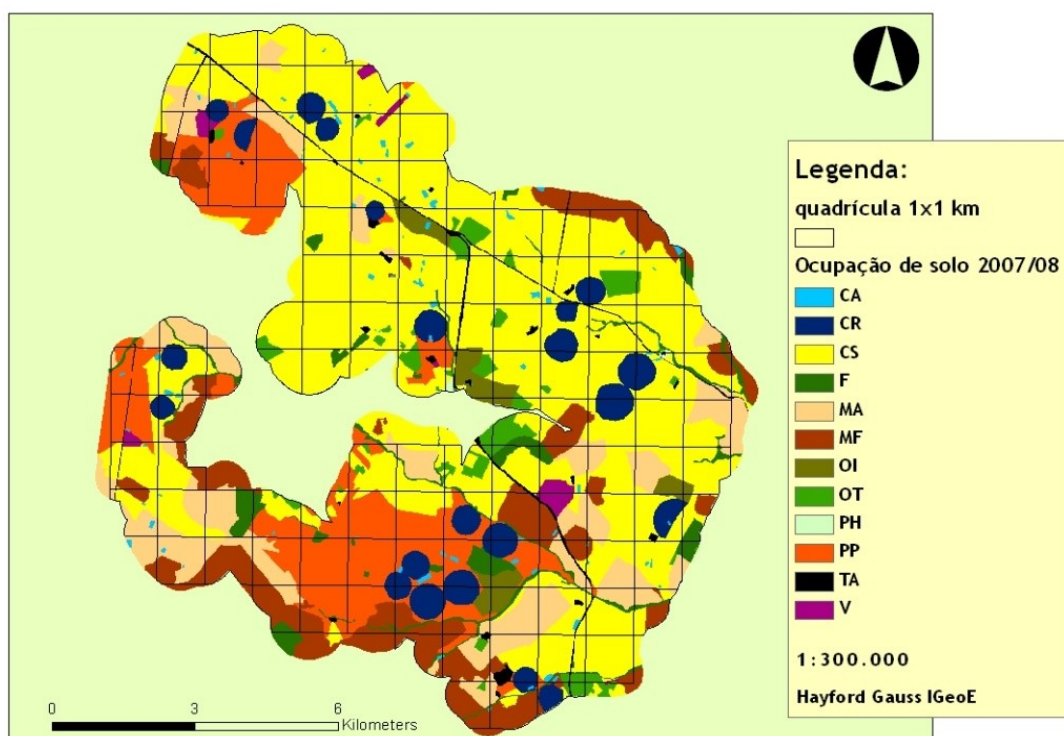 Legenda:
quadrícula 1x1 km
Ocupação de solo 2007/08
CA
CR
CS
F
MA
MF
OI
OT
PH
PP
TA
V
1:300.000
Hayford Gauss IGeoE
0 3 6
Kilometers